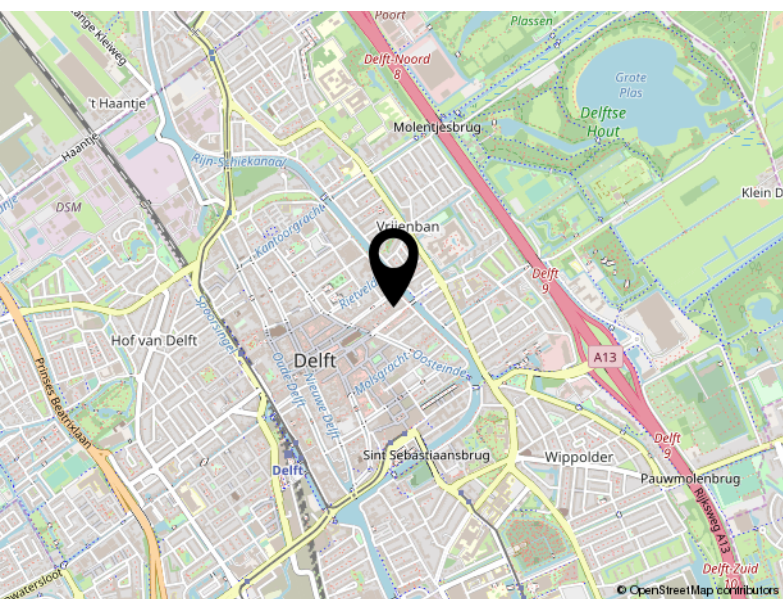 Poort
Plassen
ange Kleiweg
Delft-Noord
8
Grote
Plas
't Haantje
Delftse
Hout
Molentjesbrug
Haantje
Rijn-Schiekanaal
Klein D
DSM
Vrijenban
Kantoorgracht
Delft
9
Rietveld
Spoorsingel
Hof van Delft
Delft
A13
Oosteinde
Molsgracht
Oude Delft
Nieuwe Delft
Prinses Beatrixlaan
Delft
9
Sint Sebastiaansbrug
Wippolder
Delft
Pauwmolenbrug
Rijksweg A13
Delft-Zuid
10
nwatersloot
© OpenStreetMap contributors